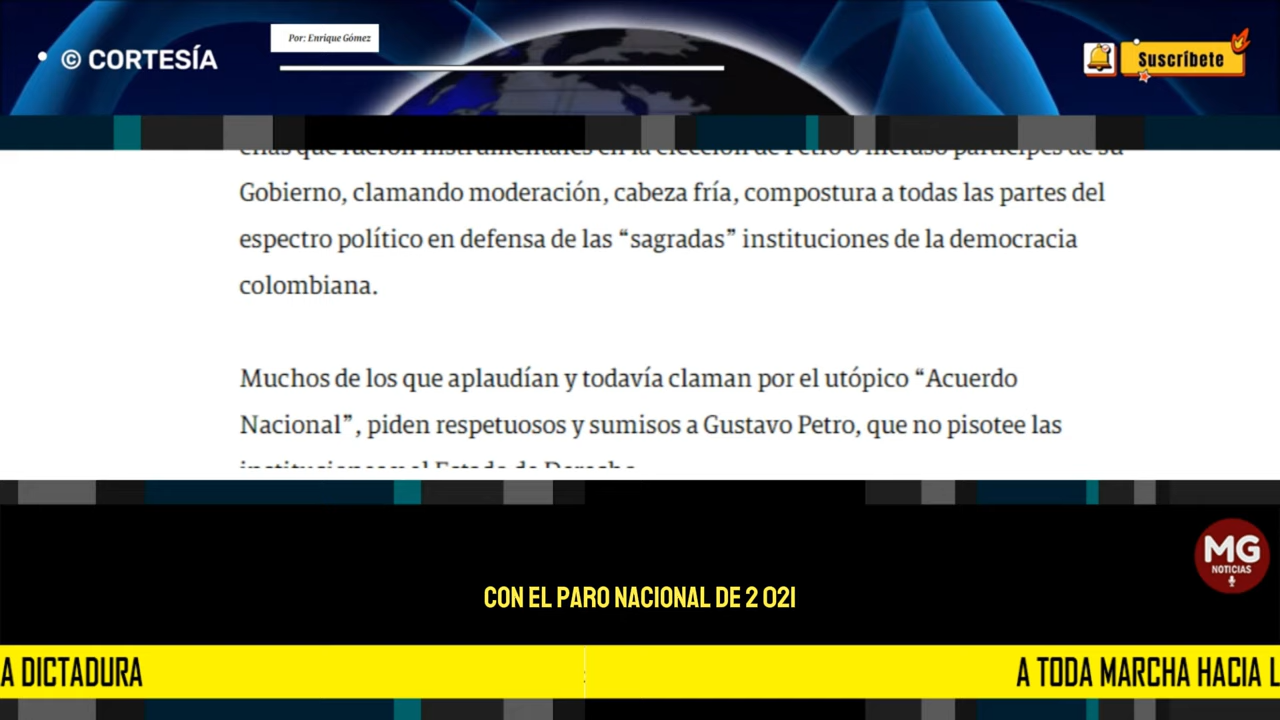 Por: Enrique Gómez
© CORTESÍA
Suscríbete
Gobierno, clamando moderación, cabeza fría, compostura a todas las partes del
espectro político en defensa de las “sagradas” instituciones de la democracia
colombiana.
Muchos de los que aplaudían y todavía claman por el utópico “Acuerdo
Nacional”, piden respetuosos y sumisos a Gustavo Petro, que no pisotee las
MG
NOTICIAS
CON EL PARO NACIONAL DE 2 021
A DICTADURA
A TODA MARCHA HACIA L